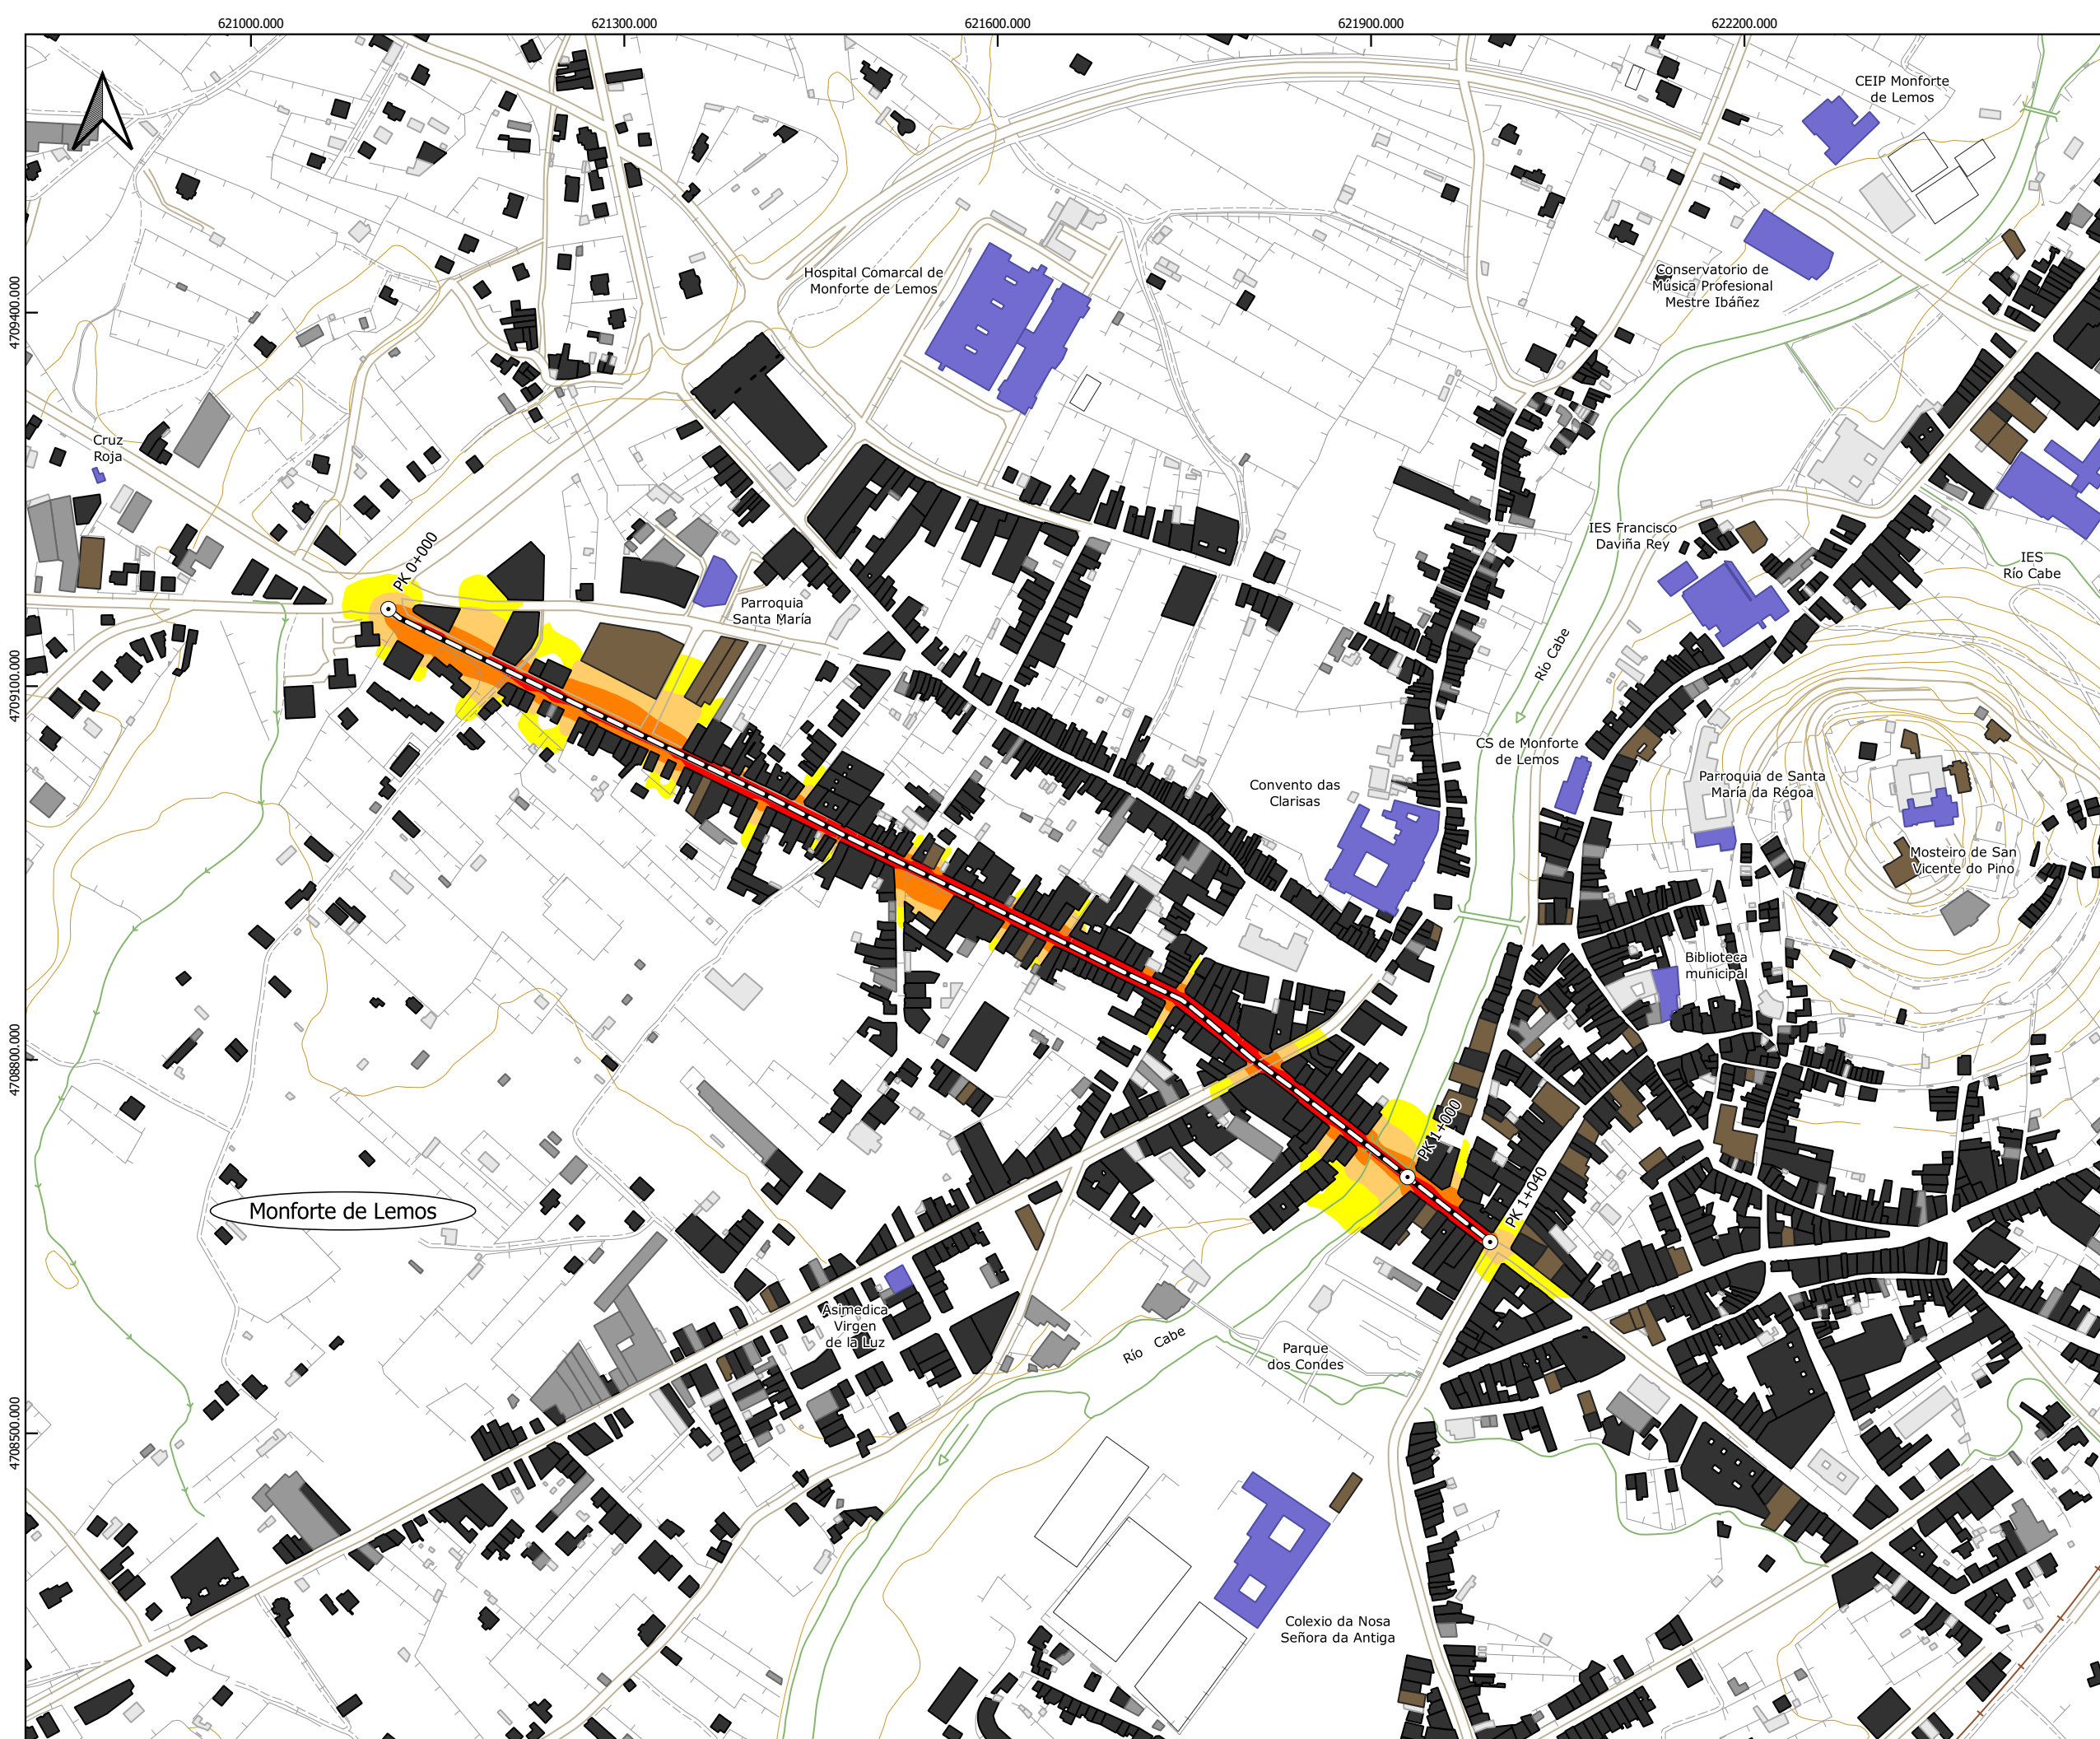 621000.000
621300.000
621600.000
621900.000
622200.000
4709400.000
4709100.000
4708800.000
4708500.000
CEIP Monforte
de Lemos
Hospital Comarcal de
Monforte de Lemos
Conservatorio de
Música Profesional
Mestre Ibáñez
Cruz
Roja
PK 0+000
IES Francisco
Daviña Rey
IES
Río Cabe
Parroquia
Santa María
Río Cabe
CS de Monforte
de Lemos
Parroquia de Santa
María da Régoa
Convento das
Clarisas
Mosteiro de San
Vicente do Pino
Biblioteca
municipal
PK 1+000
PK 1+040
Monforte de Lemos
Asimedica
Virgen
de la Luz
Río Cabe
Parque
dos Condes
Colexio da Nosa
Señora da Antiga